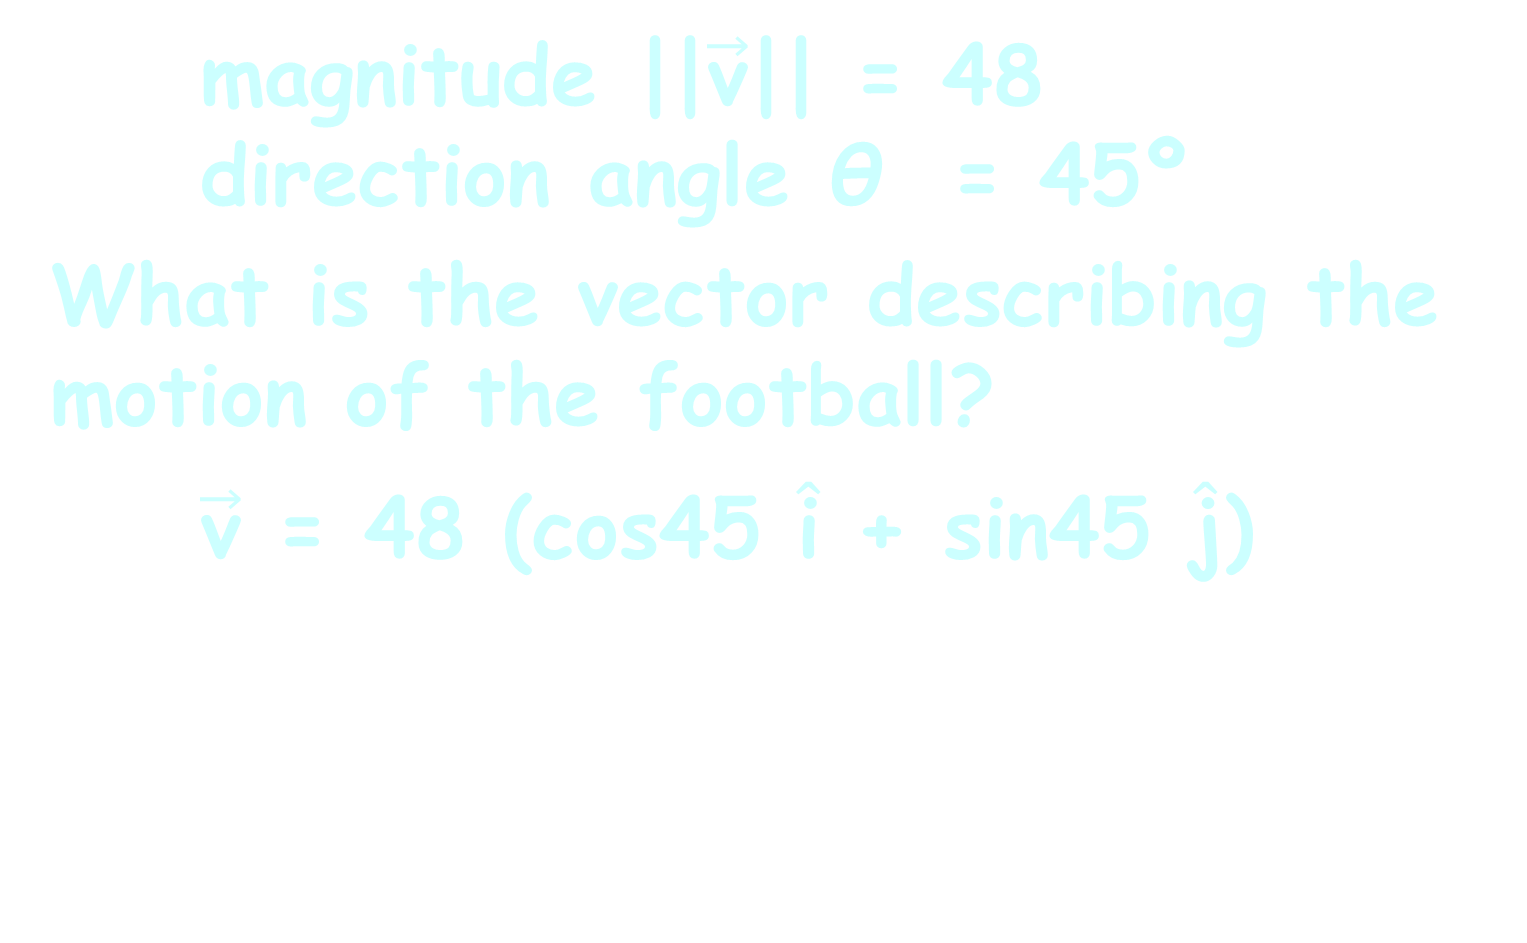 magnitude ||v⃗|| = 48
direction angle θ = 45°
What is the vector describing the
motion of the football?
v⃗ = 48 (cos45 î + sin45 ĵ)